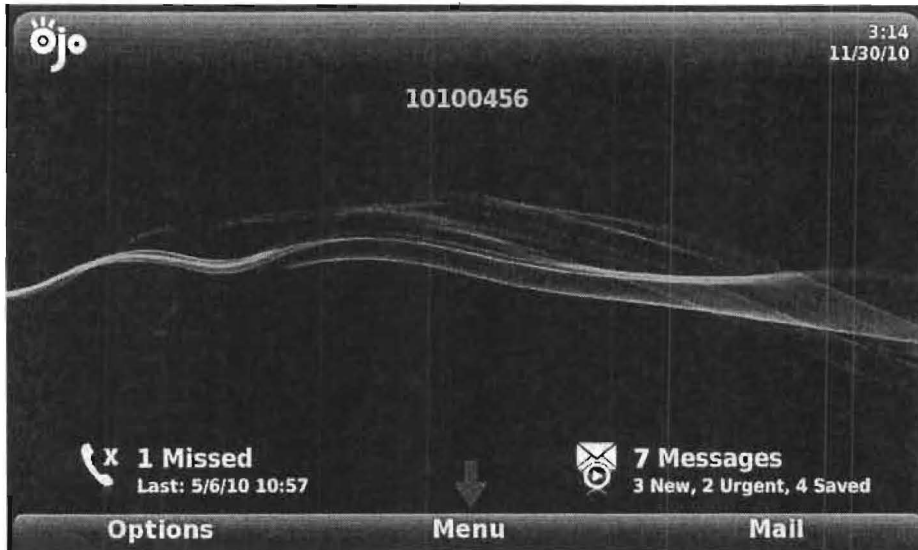 ojo
3:14
11/30/10
10100456
1 Missed
Last: 5/6/10 10:57
7 Messages
3 New, 2 Urgent, 4 Saved
Options
Menu
Mail